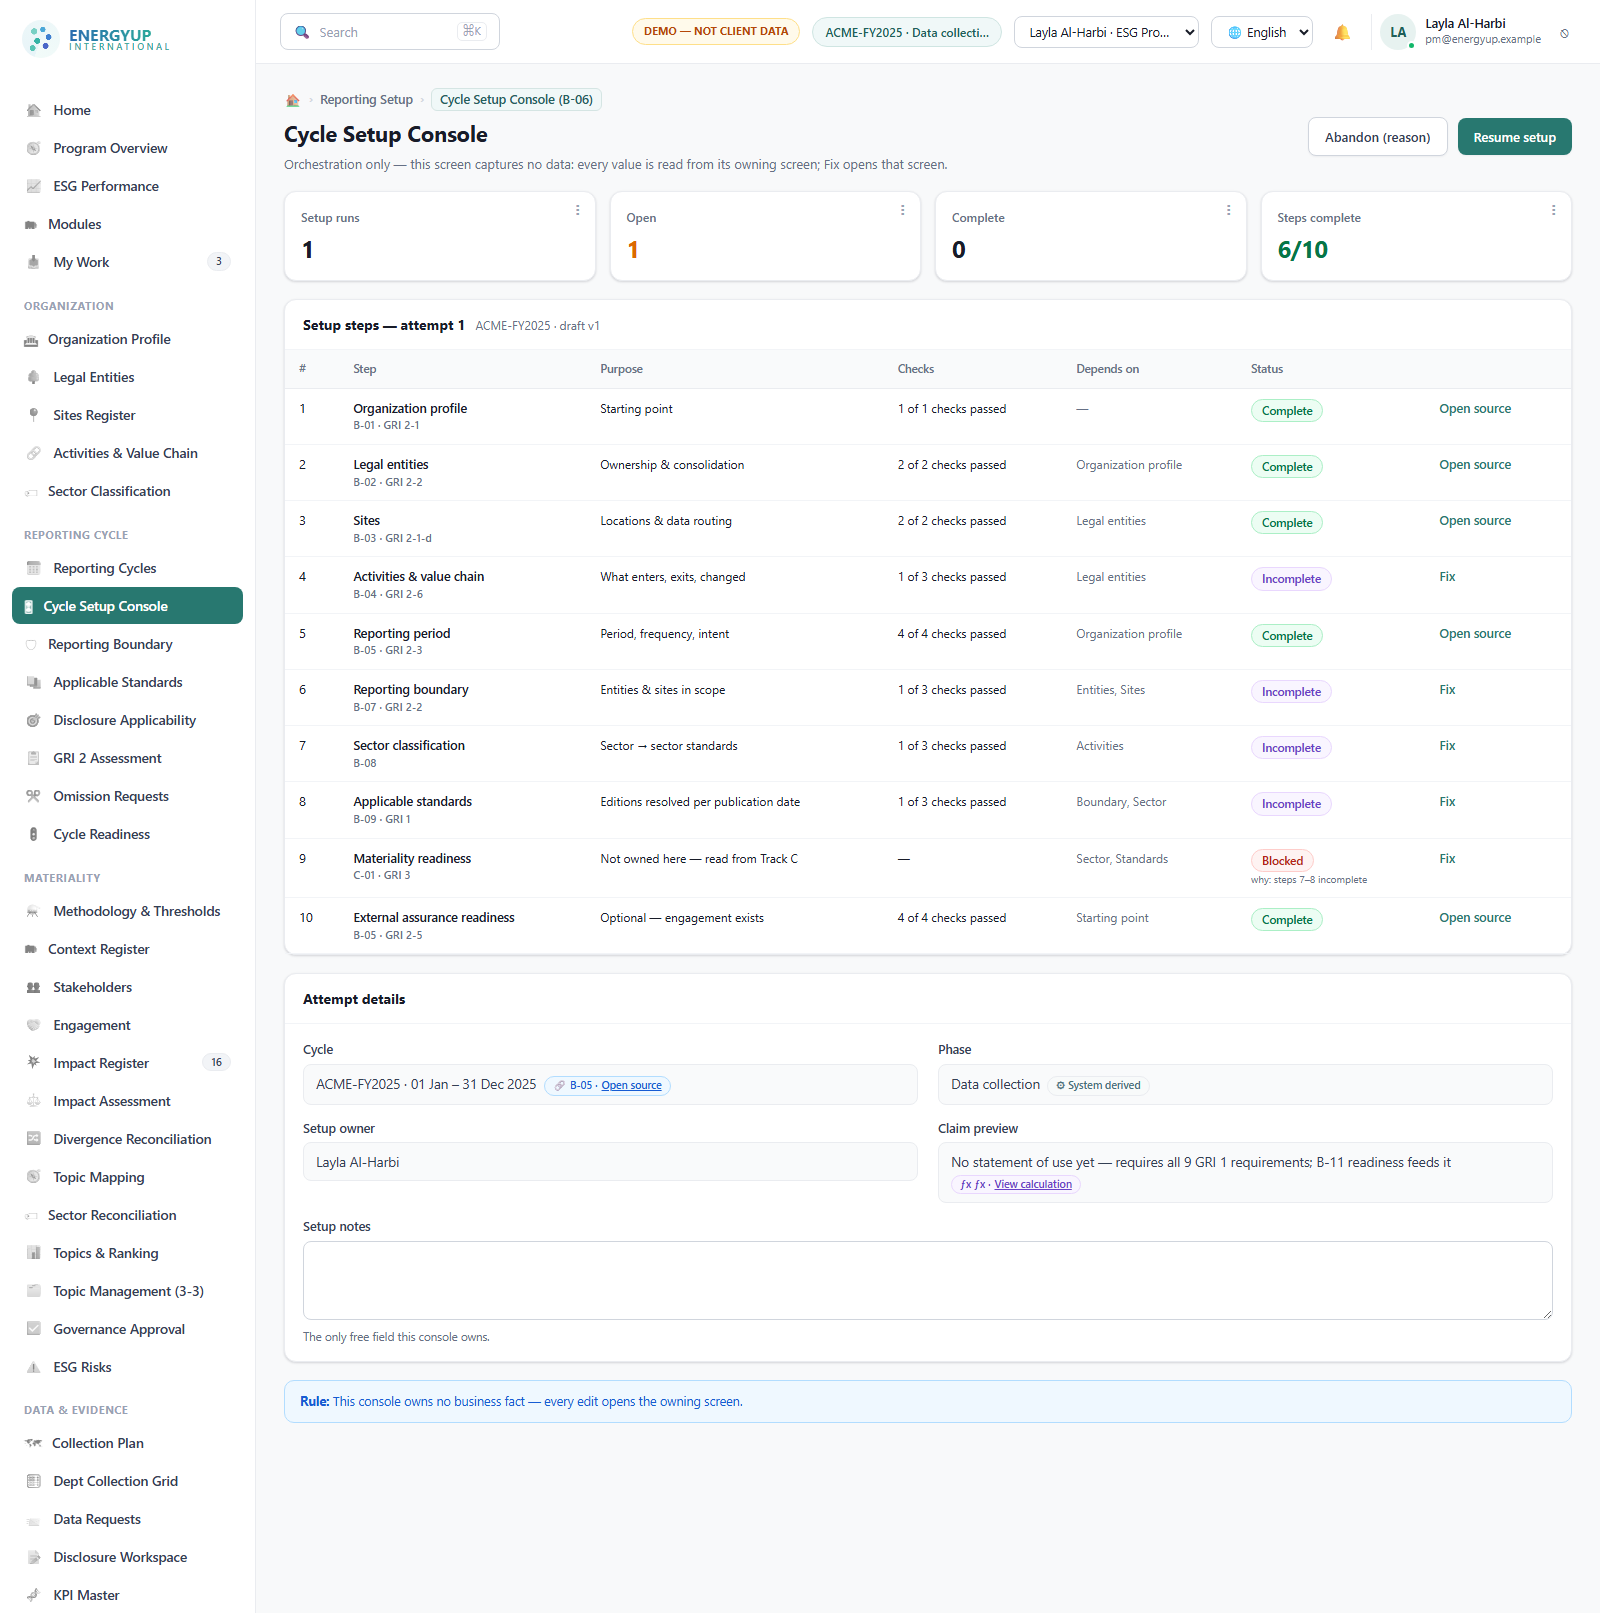 ENERGYUP
INTERNATIONAL
Search
⌘K
DEMO — NOT CLIENT DATA
ACME-FY2025 · Data collecti...
Layla Al-Harbi · ESG Pro...
English
LA
Layla Al-Harbi
pm@energyup.example
Home
Program Overview
ESG Performance
Modules
My Work
3
ORGANIZATION
Organization Profile
Legal Entities
Sites Register
Activities & Value Chain
Sector Classification
REPORTING CYCLE
Reporting Cycles
Cycle Setup Console
Reporting Boundary
Applicable Standards
Disclosure Applicability
GRI 2 Assessment
Omission Requests
Cycle Readiness
MATERIALITY
Methodology & Thresholds
Context Register
Stakeholders
Engagement
Impact Register
16
Impact Assessment
Divergence Reconciliation
Topic Mapping
Sector Reconciliation
Topics & Ranking
Topic Management (3-3)
Governance Approval
ESG Risks
DATA & EVIDENCE
Collection Plan
Dept Collection Grid
Data Requests
Disclosure Workspace
KPI Master
› Reporting Setup › Cycle Setup Console (B-06)
Cycle Setup Console
Orchestration only — this screen captures no data: every value is read from its owning screen; Fix opens that screen.
Abandon (reason)
Resume setup
Setup runs
1
Open
1
Complete
0
Steps complete
6/10
Setup steps — attempt 1 ACME-FY2025 · draft v1
# Step Purpose Checks Depends on Status
1 Organization profile Starting point 1 of 1 checks passed — Complete Open source
B-01 · GRI 2-1
2 Legal entities Ownership & consolidation 2 of 2 checks passed Organization profile Complete Open source
B-02 · GRI 2-2
3 Sites Locations & data routing 2 of 2 checks passed Legal entities Complete Open source
B-03 · GRI 2-1-d
4 Activities & value chain What enters, exits, changed 1 of 3 checks passed Legal entities Incomplete Fix
B-04 · GRI 2-6
5 Reporting period Period, frequency, intent 4 of 4 checks passed Organization profile Complete Open source
B-05 · GRI 2-3
6 Reporting boundary Entities & sites in scope 1 of 3 checks passed Entities, Sites Incomplete Fix
B-07 · GRI 2-2
7 Sector classification Sector → sector standards 1 of 3 checks passed Activities Incomplete Fix
B-08
8 Applicable standards Editions resolved per publication date 1 of 3 checks passed Boundary, Sector Incomplete Fix
B-09 · GRI 1
9 Materiality readiness Not owned here — read from Track C — Sector, Standards Blocked Fix
C-01 · GRI 3 why: steps 7–8 incomplete
10 External assurance readiness Optional — engagement exists 4 of 4 checks passed Starting point Complete Open source
B-05 · GRI 2-5
Attempt details
Cycle
ACME-FY2025 · 01 Jan – 31 Dec 2025 B-05 · Open source
Phase
Data collection System derived
Setup owner
Layla Al-Harbi
Claim preview
No statement of use yet — requires all 9 GRI 1 requirements; B-11 readiness feeds it
ƒx ƒx · View calculation
Setup notes
The only free field this console owns.
Rule: This console owns no business fact — every edit opens the owning screen.